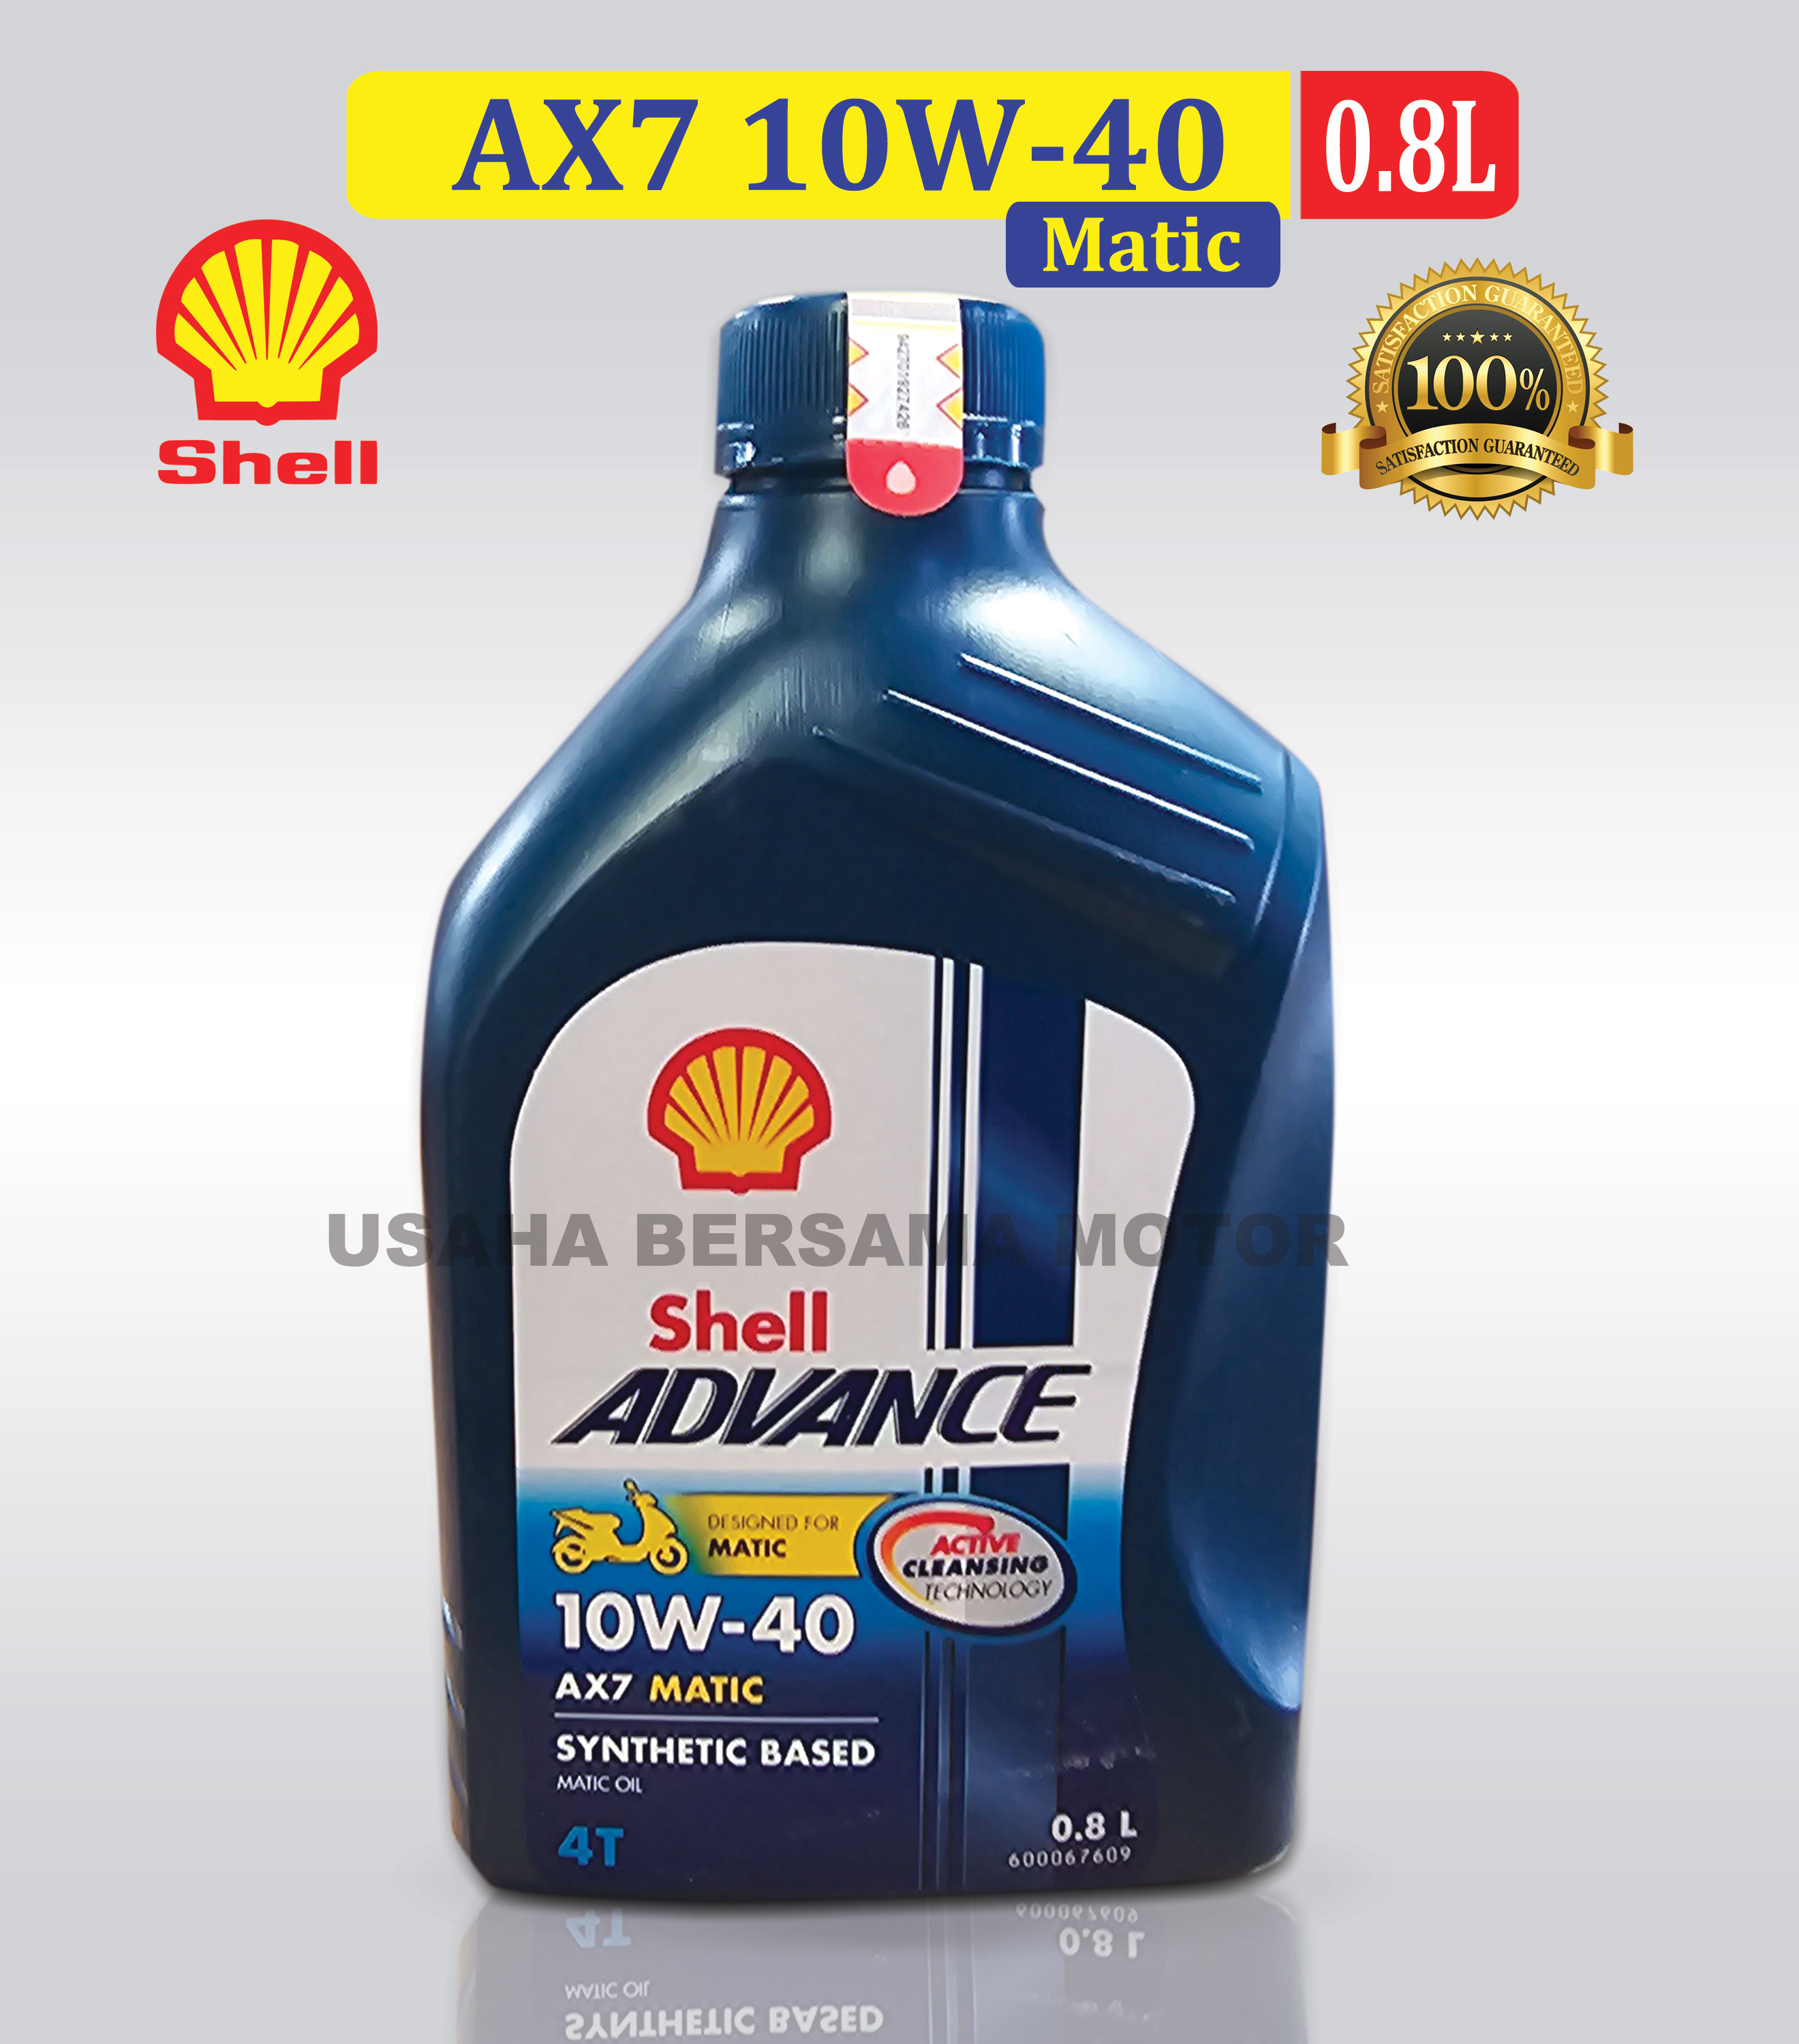 AX7 10W-40
0.8L
Matic
Shell
SATISFACTION GUARANTEED
100%
SATISFACTION GUARANTEED
USAHA BERSAMA MOTOR
Shell
ADVANCE
DESIGNED FOR
MATIC
ACTIVE
CLEANSING
TECHNOLOGY
10W-40
AX7 MATIC
SYNTHETIC BASED
MATIC OIL
4T
0.8 L
600067609